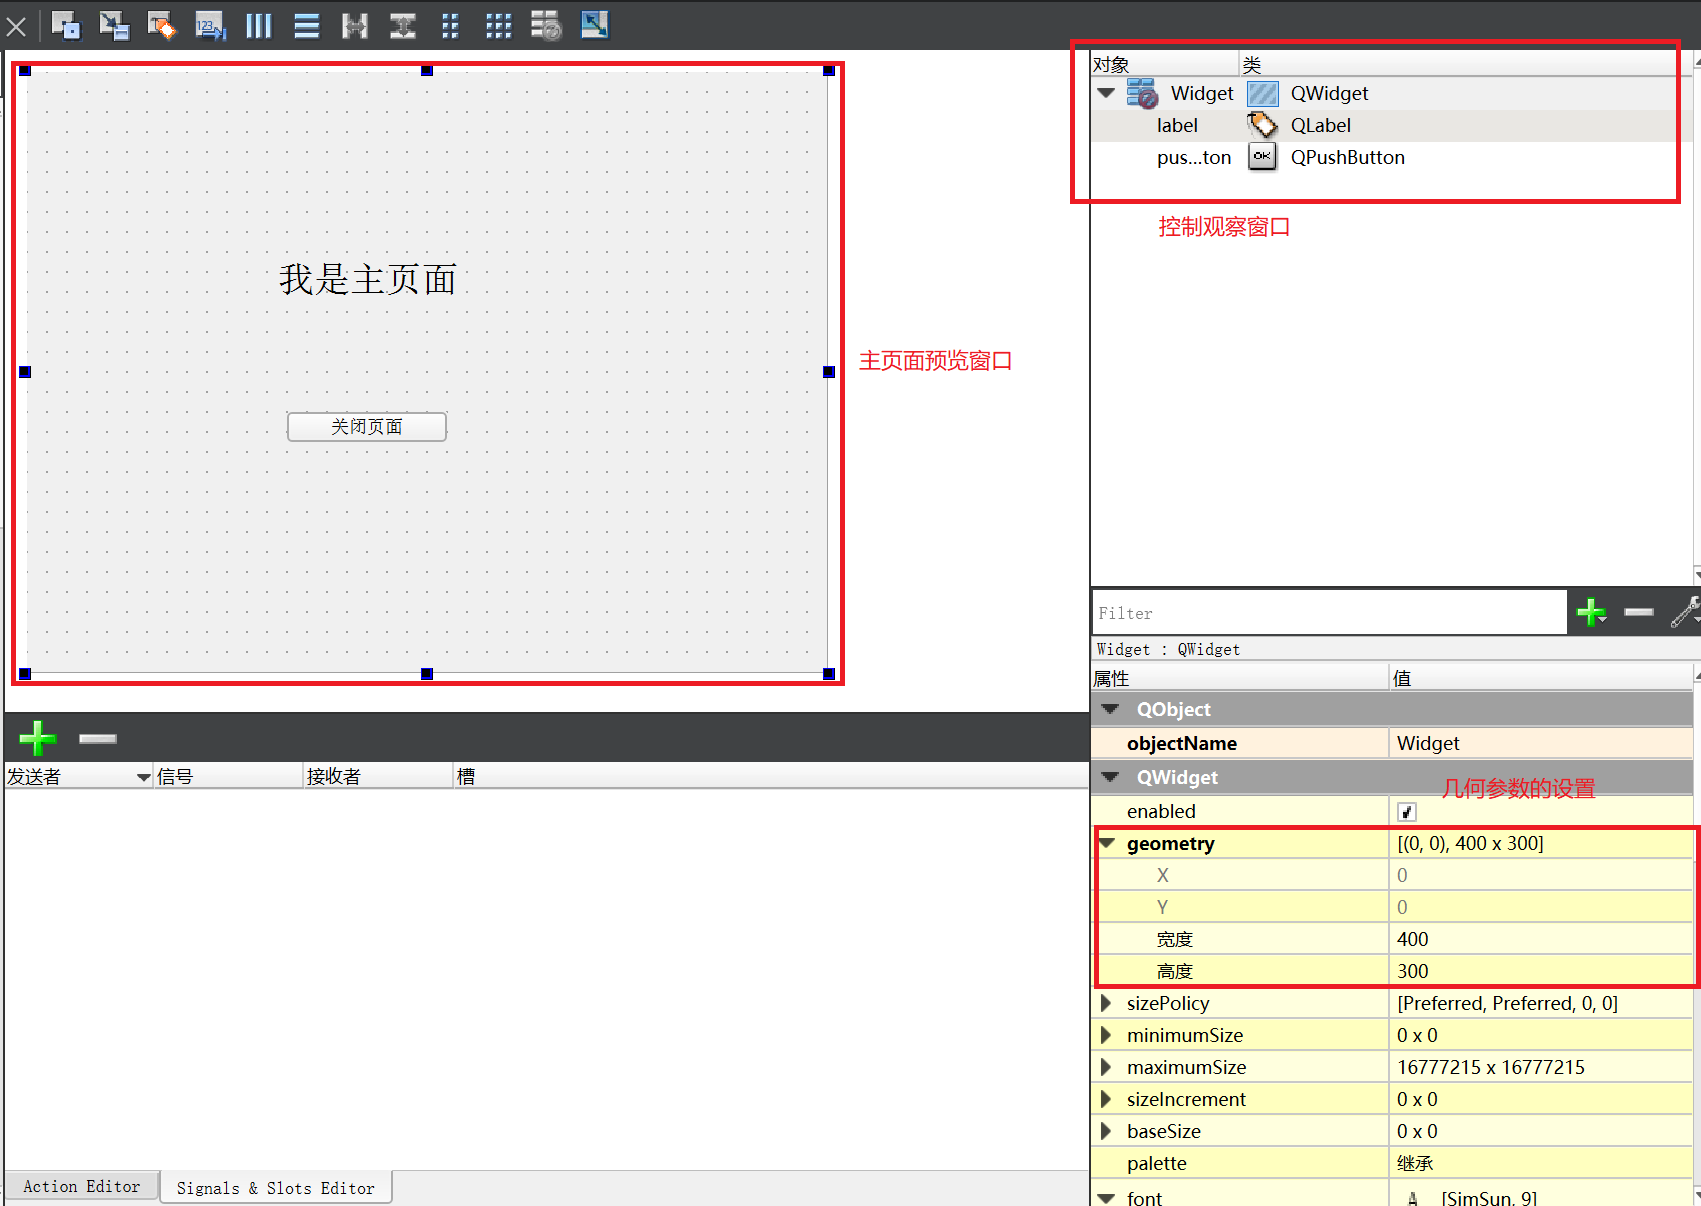 123
对象 类
Widget QWidget
label QLabel
pus...ton OK QPushButton
控制观察窗口
我是主页面
主页面预览窗口
关闭页面
Filter
Widget : QWidget
属性 值
QObject
objectName Widget
QWidget
几何参数的设置
enabled
geometry [(0, 0), 400 x 300]
X 0
Y 0
宽度 400
高度 300
sizePolicy [Preferred, Preferred, 0, 0]
minimumSize 0 x 0
maximumSize 16777215 x 16777215
sizeIncrement 0 x 0
baseSize 0 x 0
palette 继承
font A [SimSun, 9]
发送者 信号 接收者 槽
Action Editor Signals & Slots Editor